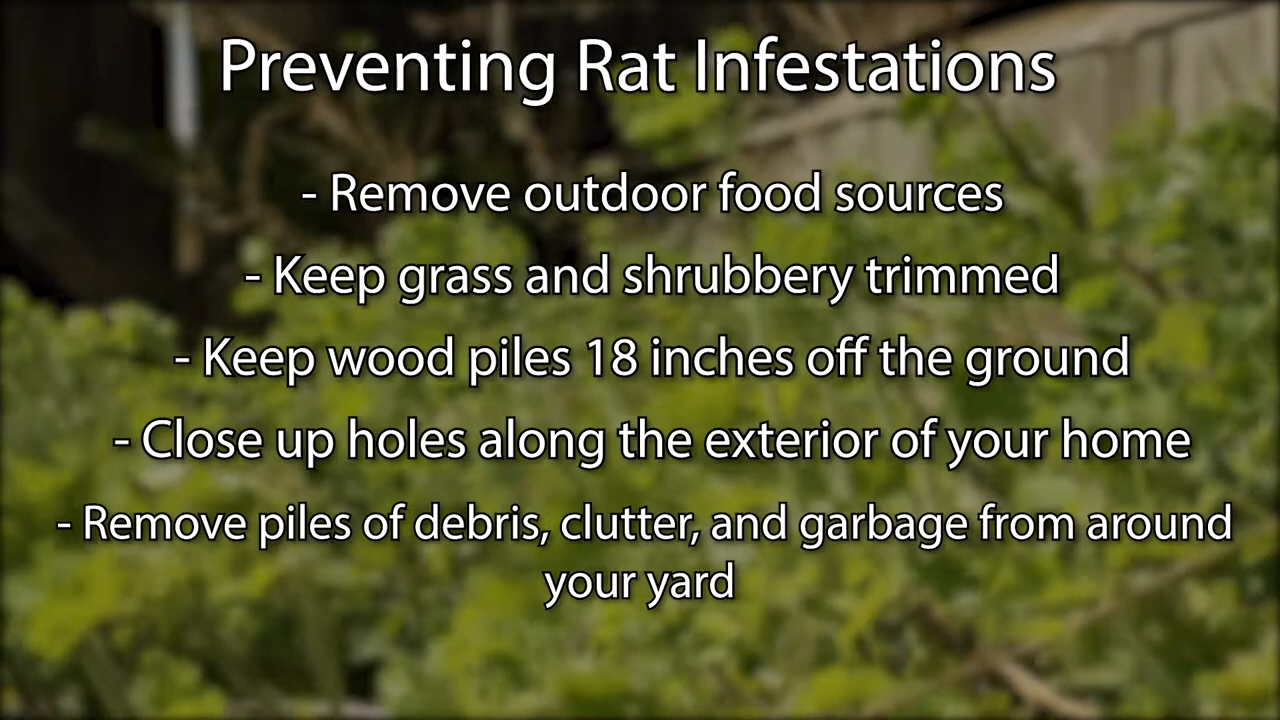 Preventing Rat Infestations
- Remove outdoor food sources
- Keep grass and shrubbery trimmed
- Keep wood piles 18 inches off the ground
- Close up holes along the exterior of your home
- Remove piles of debris, clutter, and garbage from around
your yard